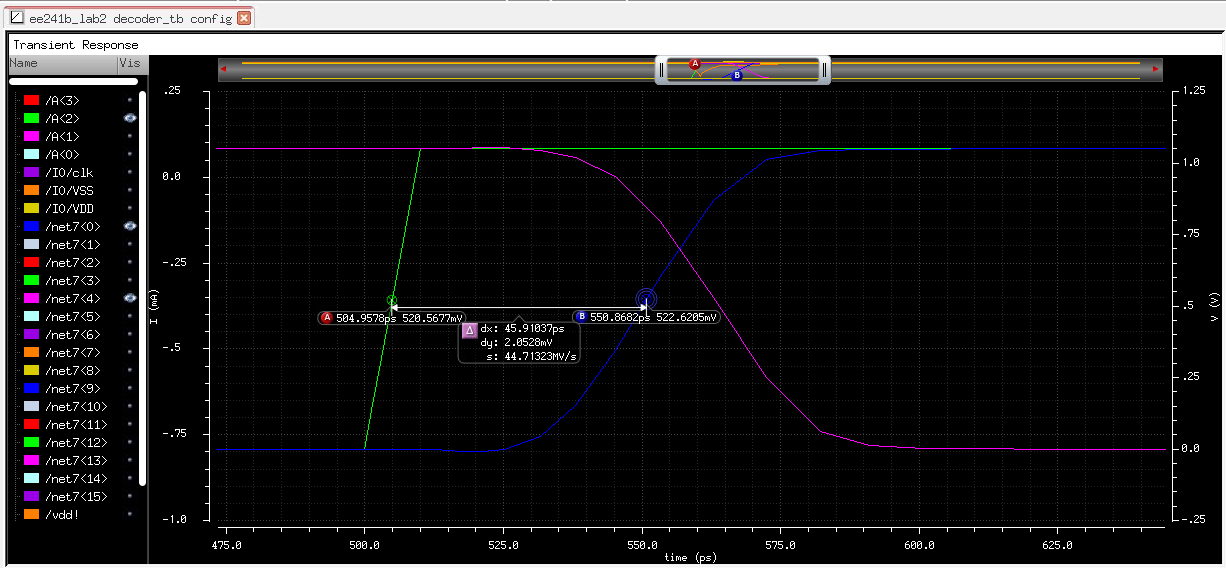 ee241b_lab2 decoder_tb config
Transient Response
Name Vis
/A<3>
/A<2>
/A<1>
/A<0>
/I0/clk
/I0/VSS
/I0/VDD
/net7<0>
/net7<1>
/net7<2>
/net7<3>
/net7<4>
/net7<5>
/net7<6>
/net7<7>
/net7<8>
/net7<9>
/net7<10>
/net7<11>
/net7<12>
/net7<13>
/net7<14>
/net7<15>
/vdd!
A
B
.25
0.0
-.25
-.5
-.75
-1.0
I (mA)
A 504.9578ps 520.5677mV
B 550.8682ps 522.6205mV
Δ dx: 45.91037ps
dy: 2.0528mV
s: 44.71323MV/s
1.25
1.0
.75
.5
.25
0.0
-.25
V (V)
475.0 500.0 525.0 550.0 575.0 600.0 625.0
time (ps)